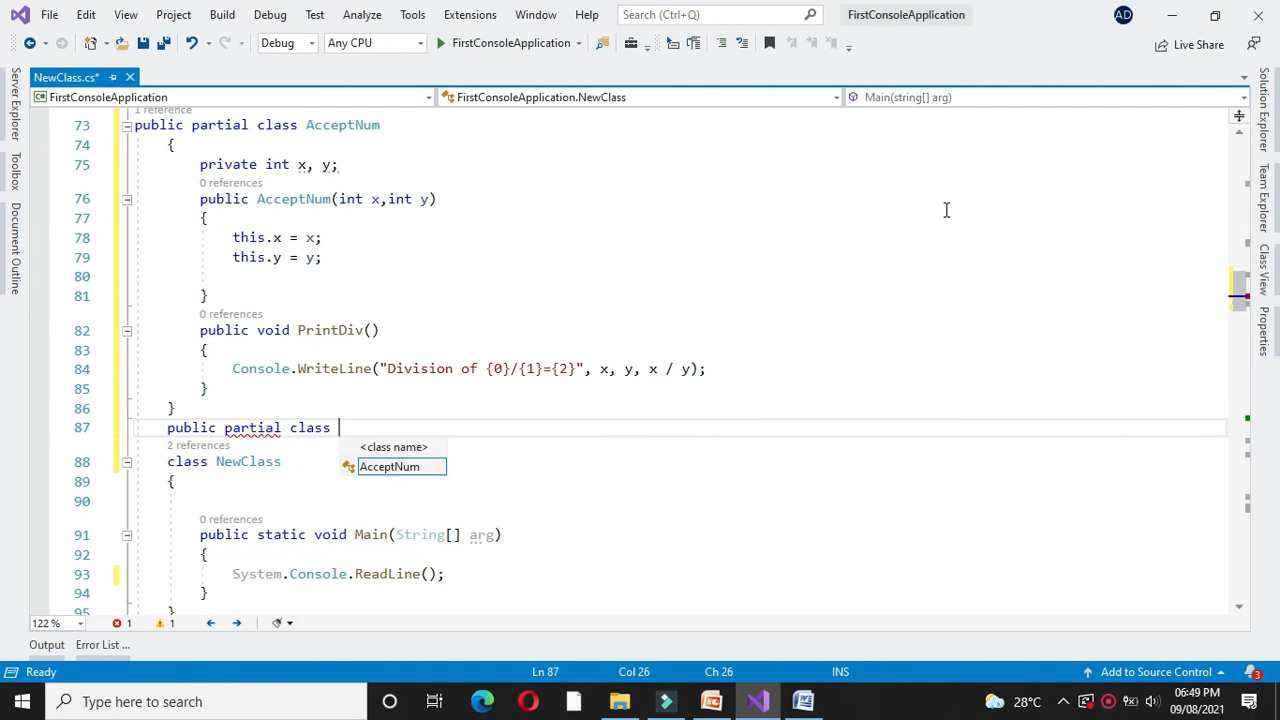 File Edit View Project Build Debug Test Analyze Tools Extensions Window Help Search (Ctrl+Q) FirstConsoleApplication AD
Debug Any CPU FirstConsoleApplication Live Share
NewClass.cs*
FirstConsoleApplication FirstConsoleApplication.NewClass Main(string[] arg)
1 reference
73 public partial class AcceptNum
74 {
75 private int x, y;
0 references
76 public AcceptNum(int x,int y)
77 {
78 this.x = x;
79 this.y = y;
80
81 }
0 references
82 public void PrintDiv()
83 {
84 Console.WriteLine("Division of {0}/{1}={2}", x, y, x / y);
85 }
86 }
87 public partial class
<class name>
AcceptNum
2 references
88 class NewClass
89 {
90
0 references
91 public static void Main(String[] arg)
92 {
93 System.Console.ReadLine();
94 }
95 }
122 % 1 1
Output Error List ...
Ready Ln 87 Col 26 Ch 26 INS Add to Source Control 3
Type here to search 28°C 06:49 PM
09/08/2021
Server Explorer
Toolbox
Document Outline
Solution Explorer
Team Explorer
Class View
Properties